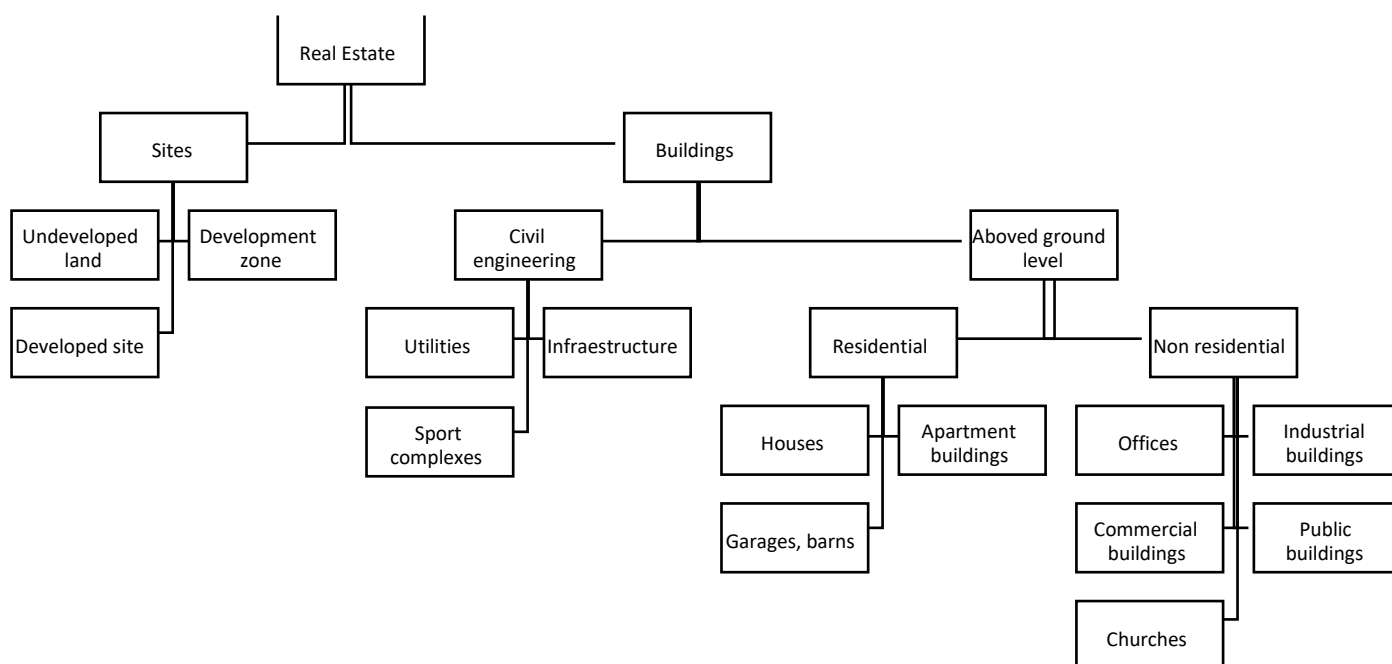 Real Estate
Sites
Buildings
Undeveloped
land
Development
zone
Civil
engineering
Aboved ground
level
Developed site
Utilities
Infraestructure
Residential
Non residential
Sport
complexes
Houses
Apartment
buildings
Offices
Industrial
buildings
Garages, barns
Commercial
buildings
Public
buildings
Churches